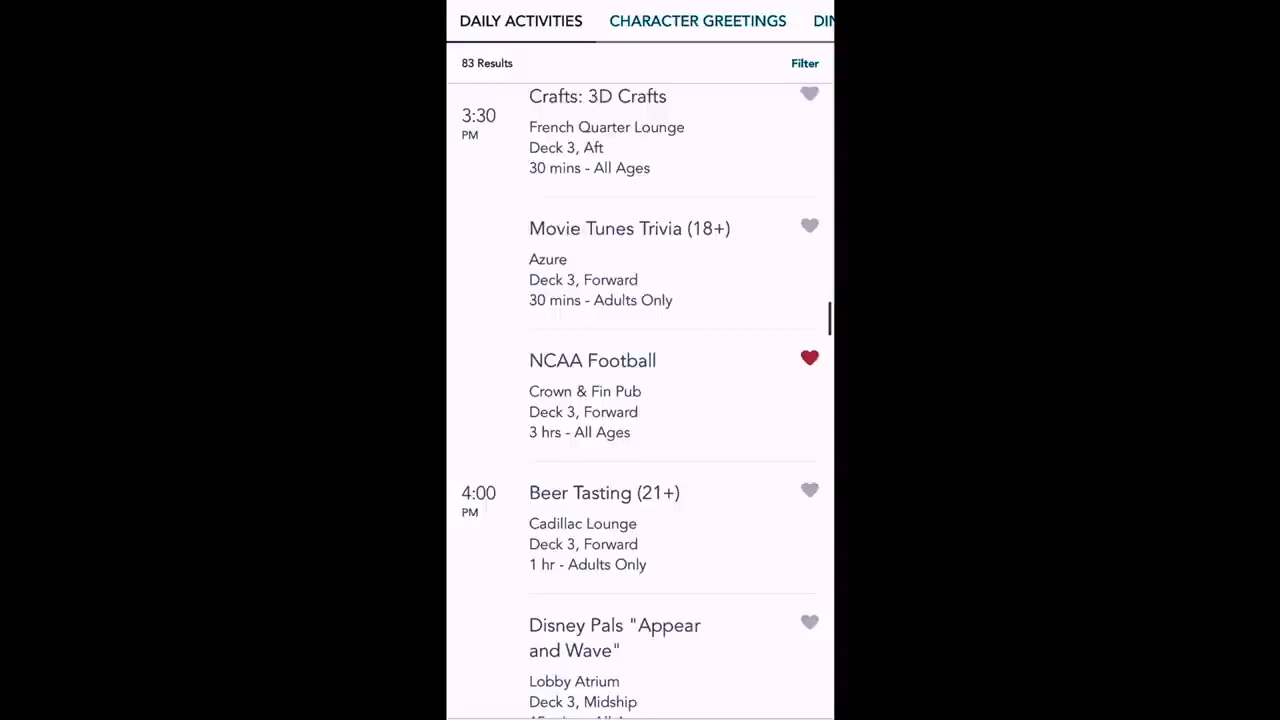 DAILY ACTIVITIES CHARACTER GREETINGS
83 Results Filter
3:30
PM
Crafts: 3D Crafts
French Quarter Lounge
Deck 3, Aft
30 mins - All Ages
Movie Tunes Trivia (18+)
Azure
Deck 3, Forward
30 mins - Adults Only
NCAA Football
Crown & Fin Pub
Deck 3, Forward
3 hrs - All Ages
4:00
PM
Beer Tasting (21+)
Cadillac Lounge
Deck 3, Forward
1 hr - Adults Only
Disney Pals "Appear
and Wave"
Lobby Atrium
Deck 3, Midship